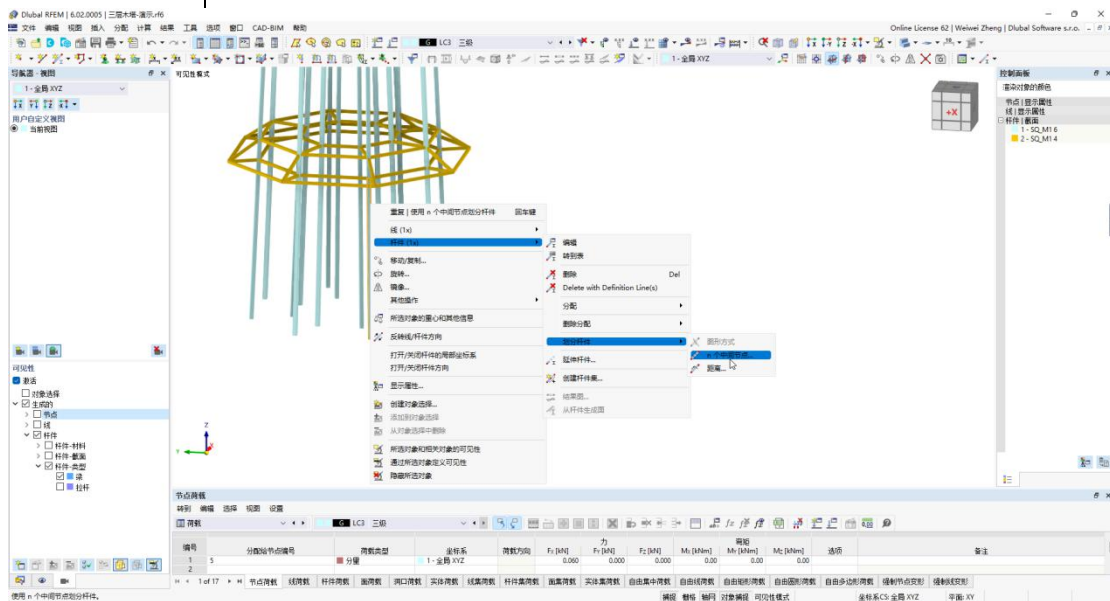 Dlubal RFEM | 6.02.0005 | 三层木塔-演示.rf6
文件 编辑 视图 插入 分配 计算 结果 工具 选项 窗口 CAD-BIM 帮助
Online License 62 | Weiwei Zheng | Dlubal Software s.r.o.
G LC3 三级
1 - 全局 XYZ
导航器 - 视图
1 - 全局 XYZ
用户自定义视图
当前视图
可见性模式
+X
控制面板
渲染对象的颜色
节点 | 显示属性
线 | 显示属性
杆件 | 截面
1 - SQ_M1 6
2 - SQ_M1 4
重复 | 使用 n 个中间节点划分杆件 回车键
线 (1x)
杆件 (1x)
移动/复制...
旋转...
镜像...
其他操作
所选对象的重心和其他信息
反转线/杆件方向
打开/关闭杆件的局部坐标系
打开/关闭杆件方向
显示属性...
创建对象选择...
添加到对象选择
从对象选择中删除
所选对象和相关对象的可见性
通过所选对象定义可见性
隐藏所选对象
编辑
转到表
删除 Del
Delete with Definition Line(s)
分配
删除分配
划分杆件
延伸杆件...
创建杆件集...
结果图...
从杆件生成面
图形方式
n 个中间节点...
距离...
可见性
激活
对象选择
生成的
节点
线
杆件
杆件-材料
杆件-截面
杆件-类型
梁
拉杆
Z
Y
节点荷载
转到 编辑 选择 视图 设置
荷载
G LC3 三级
编号 分配给节点编号 荷载类型 坐标系 荷载方向 力 Fx [kN] Fy [kN] Fz [kN] 弯矩 Mx [kNm] My [kNm] Mz [kNm] 选项 备注
1 5 分量 1 - 全局 XYZ 0.060 0.000 0.000 0.00 0.00 0.00
2
1 of 17 节点荷载 线荷载 杆件荷载 面荷载 洞口荷载 实体荷载 线集荷载 杆件集荷载 面集荷载 实体集荷载 自由集中荷载 自由线荷载 自由矩形荷载 自由圆形荷载 自由多边形荷载 强制节点变形 强制线变形
使用 n 个中间节点划分杆件。
捕捉 栅格 轴网 对象捕捉 可见性模式 坐标系CS: 全局 XYZ 平面: XY